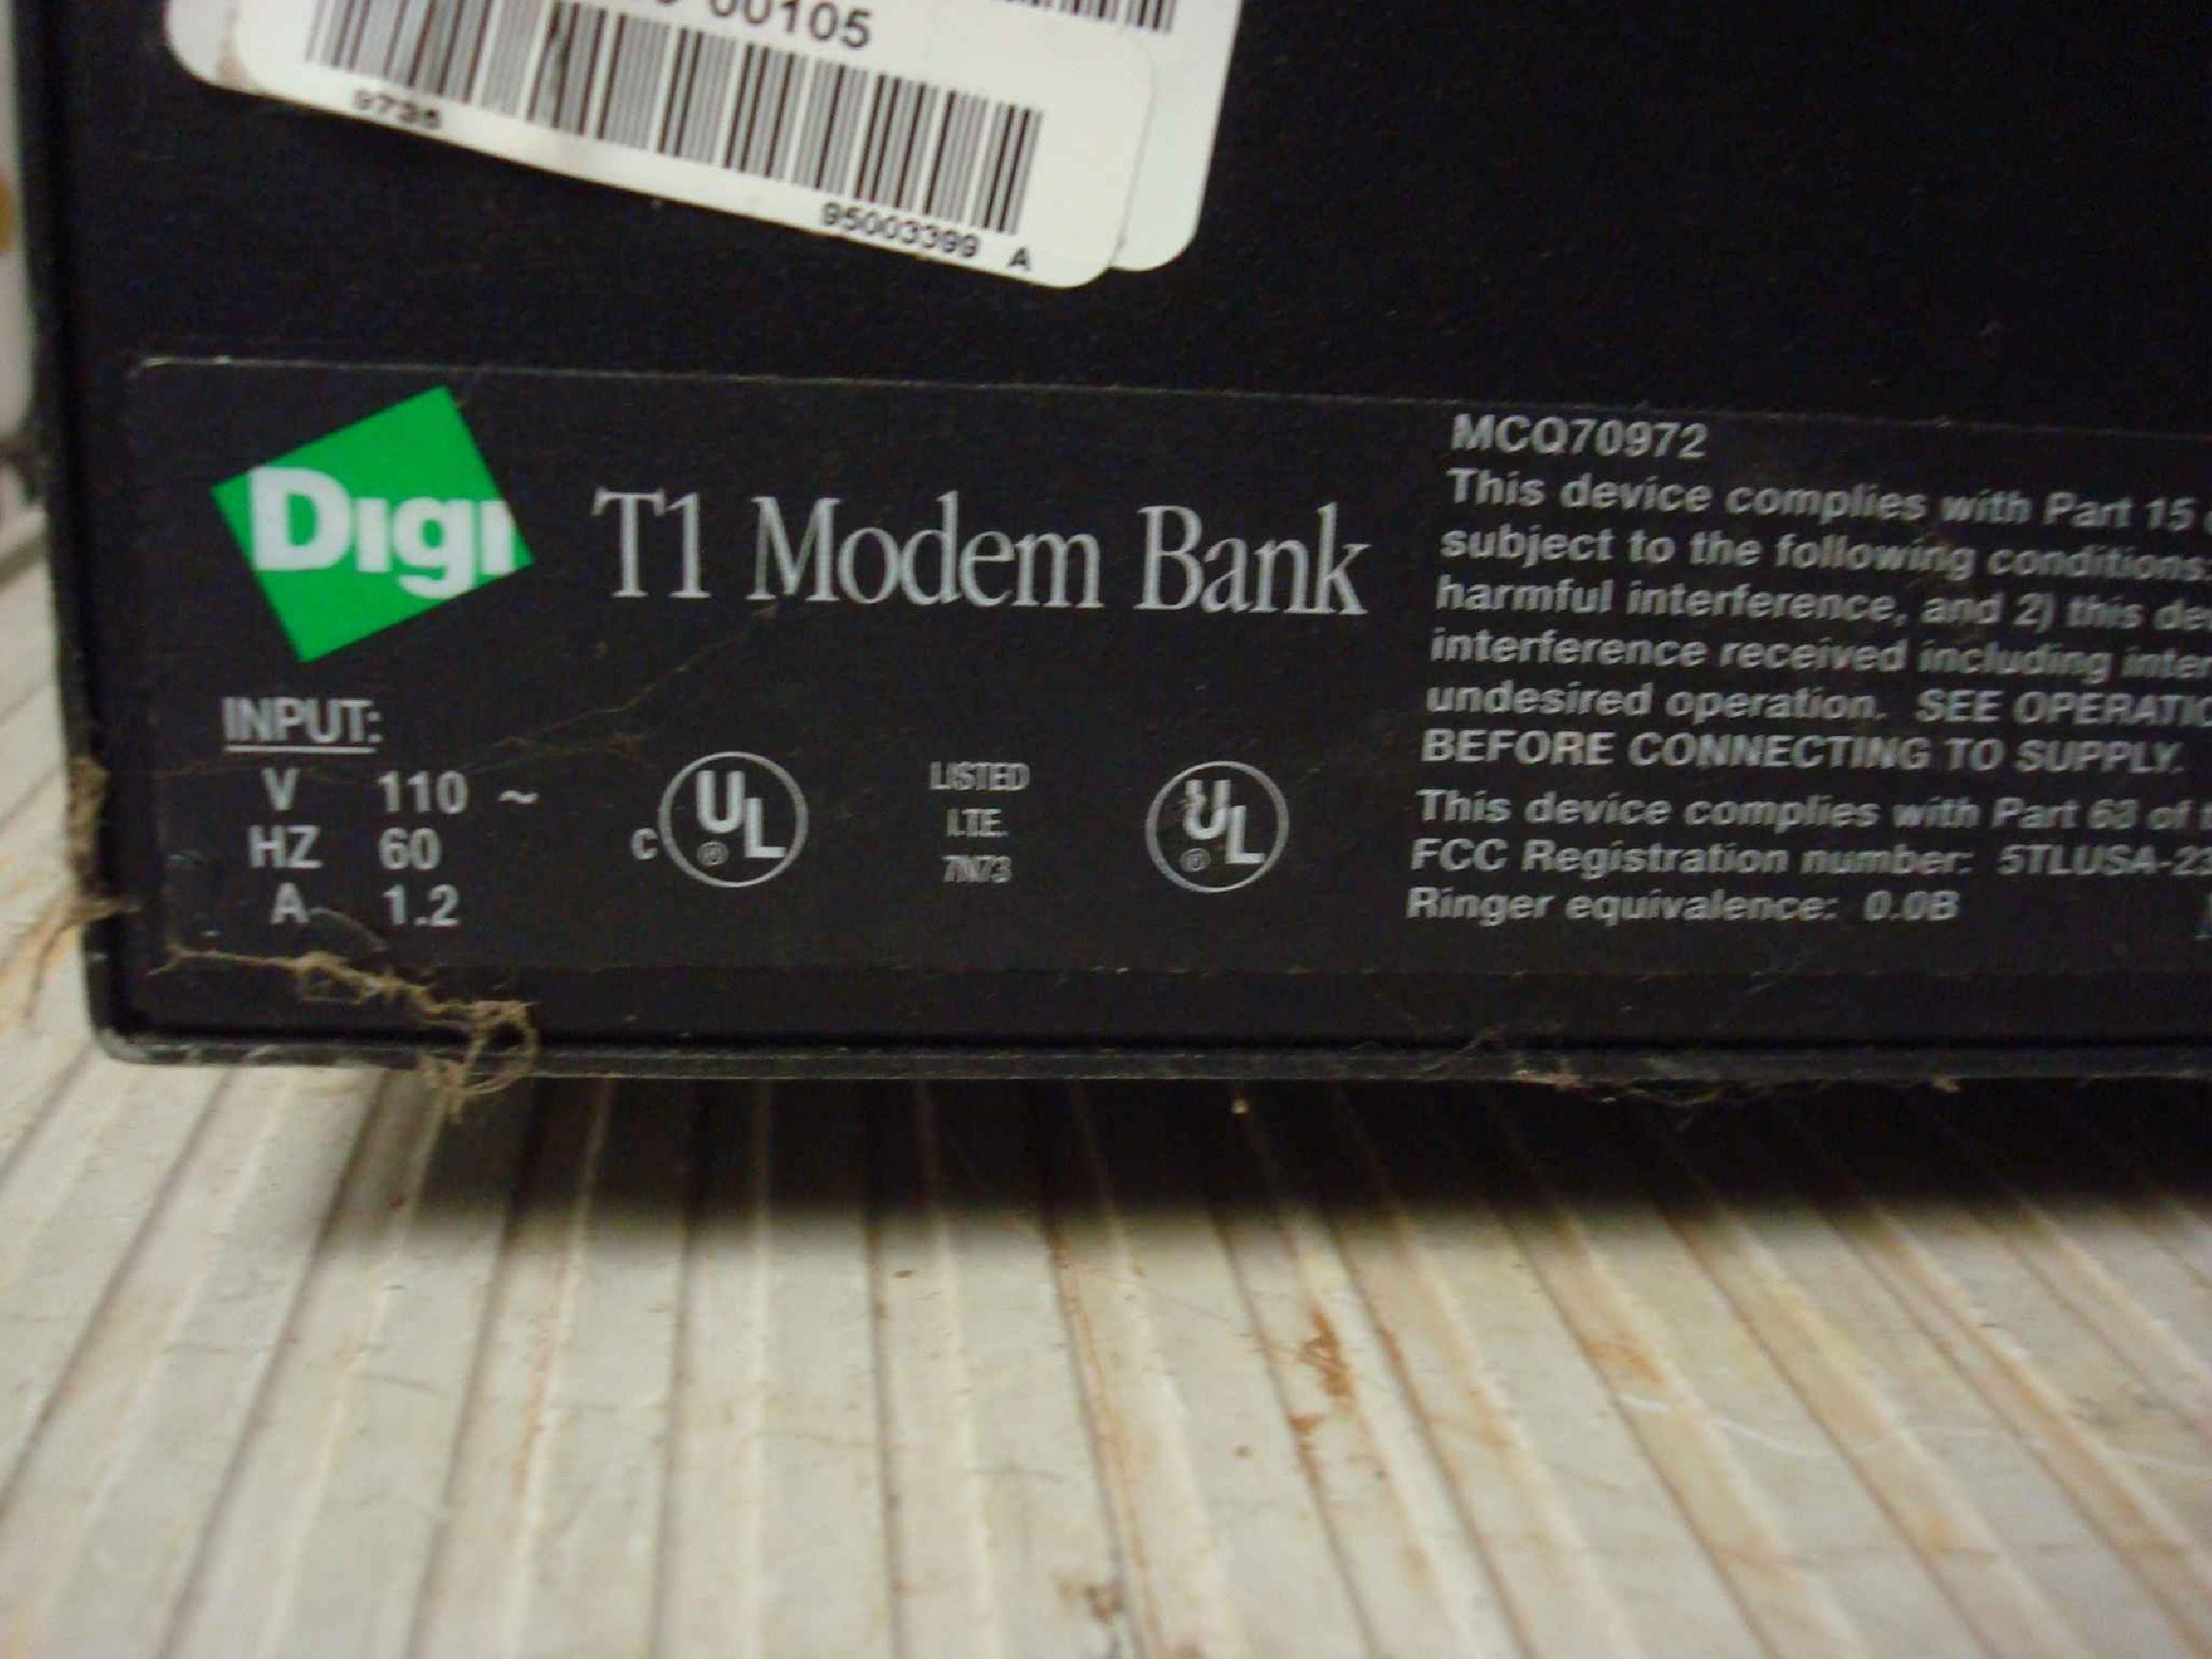 00105
9736
95003399 A
Digi T1 Modem Bank
INPUT:
V 110 ~
HZ 60
A 1.2
C UL ®
LISTED
I.T.E.
7N73
UL ®
MCQ70972
This device complies with Part 15
subject to the following conditions:
harmful interference, and 2) this
interference received including
undesired operation. SEE
BEFORE CONNECTING TO SUPPLY.
This device complies with Part 68 of
FCC Registration number: 5TLUSA-2
Ringer equivalence: 0.0B